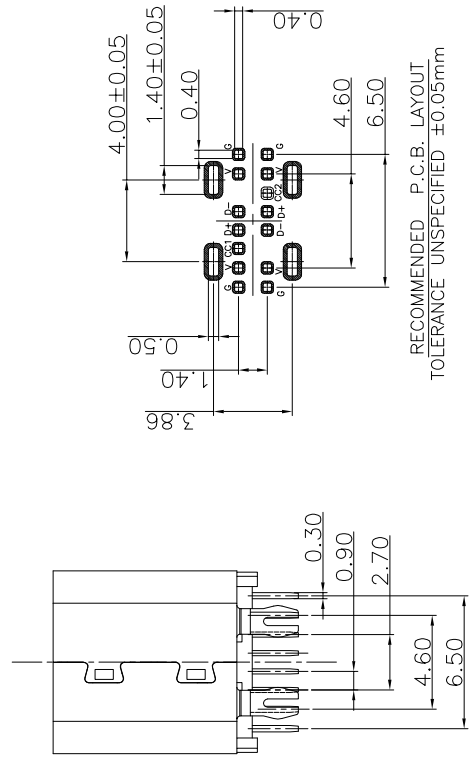 0.40
4.00±0.05
1.40±0.05
0.40
4.60
6.50
G
V
D-
D+
CC1
V
G
G
V
CC2
D+
D-
V
G
0.50
1.40
3.86
RECOMMENDED P.C.B. LAYOUT
TOLERANCE UNSPECIFIED ±0.05mm
0.30
0.90
2.70
4.60
6.50